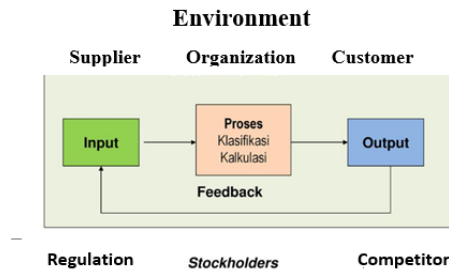 Environment
Supplier Organization Customer
Input
Proses
Klasifikasi
Kalkulasi
Output
Feedback
Regulation Stockholders Competitor